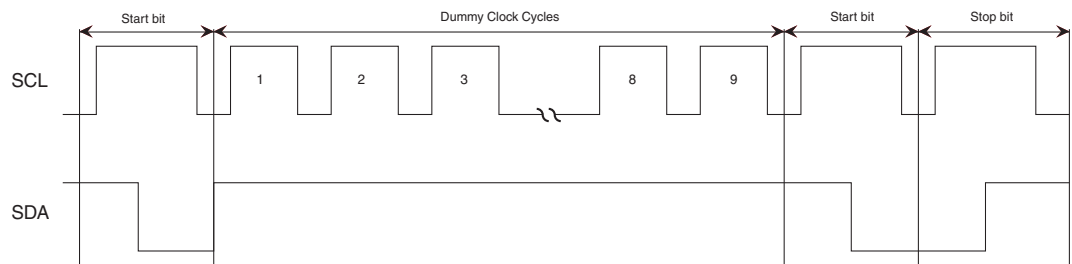 Start bit Dummy Clock Cycles Start bit Stop bit
SCL 1 2 3 8 9
SDA